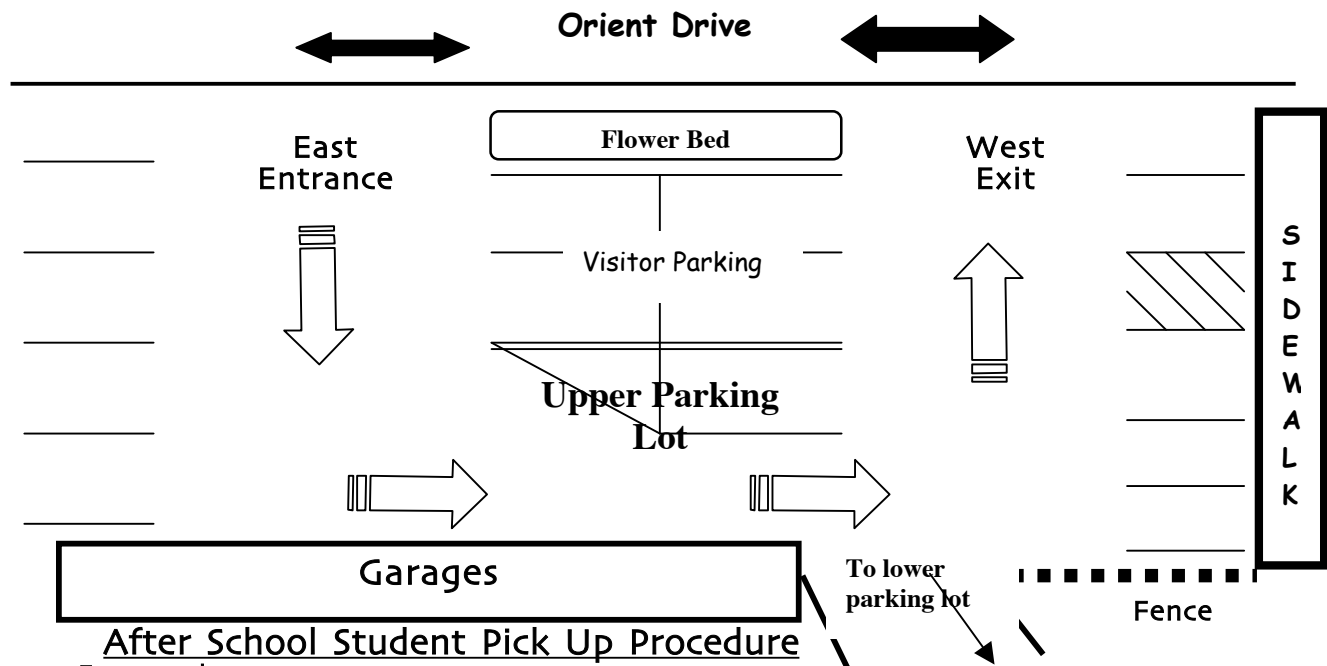 Orient Drive
Flower Bed
East
Entrance
West
Exit
Visitor Parking
SIDEWALK
Upper Parking
Lot
Garages
To lower
parking lot
Fence
After School Student Pick Up Procedure